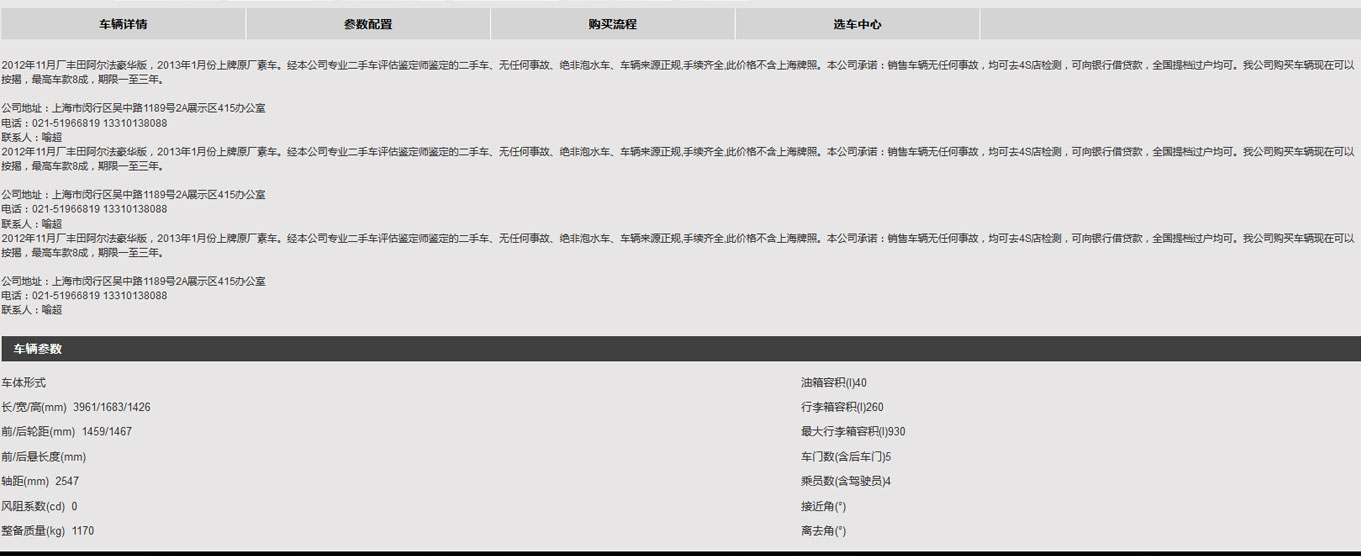 车辆详情 参数配置 购买流程 选车中心
2012年11月厂丰田阿尔法豪华版，2013年1月份上牌原厂素车。经本公司专业二手车评估鉴定师鉴定的二手车、无任何事故、绝非泡水车、车辆来源正规,手续齐全,此价格不含上海牌照。本公司承诺：销售车辆无任何事故，均可去4S店检测，可向银行借贷款，全国提档过户均可。我公司购买车辆现在可以
按揭，最高车款8成，期限一至三年。
公司地址：上海市闵行区吴中路1189号2A展示区415办公室
电话：021-51966819 13310138088
联系人：喻超
2012年11月厂丰田阿尔法豪华版，2013年1月份上牌原厂素车。经本公司专业二手车评估鉴定师鉴定的二手车、无任何事故、绝非泡水车、车辆来源正规,手续齐全,此价格不含上海牌照。本公司承诺：销售车辆无任何事故，均可去4S店检测，可向银行借贷款，全国提档过户均可。我公司购买车辆现在可以
按揭，最高车款8成，期限一至三年。
公司地址：上海市闵行区吴中路1189号2A展示区415办公室
电话：021-51966819 13310138088
联系人：喻超
2012年11月厂丰田阿尔法豪华版，2013年1月份上牌原厂素车。经本公司专业二手车评估鉴定师鉴定的二手车、无任何事故、绝非泡水车、车辆来源正规,手续齐全,此价格不含上海牌照。本公司承诺：销售车辆无任何事故，均可去4S店检测，可向银行借贷款，全国提档过户均可。我公司购买车辆现在可以
按揭，最高车款8成，期限一至三年。
公司地址：上海市闵行区吴中路1189号2A展示区415办公室
电话：021-51966819 13310138088
联系人：喻超
车辆参数
车体形式 油箱容积(l)40
长/宽/高(mm) 3961/1683/1426 行李箱容积(l)260
前/后轮距(mm) 1459/1467 最大行李箱容积(l)930
前/后悬长度(mm) 车门数(含后车门)5
轴距(mm) 2547 乘员数(含驾驶员)4
风阻系数(cd) 0 接近角(°)
整备质量(kg) 1170 离去角(°)